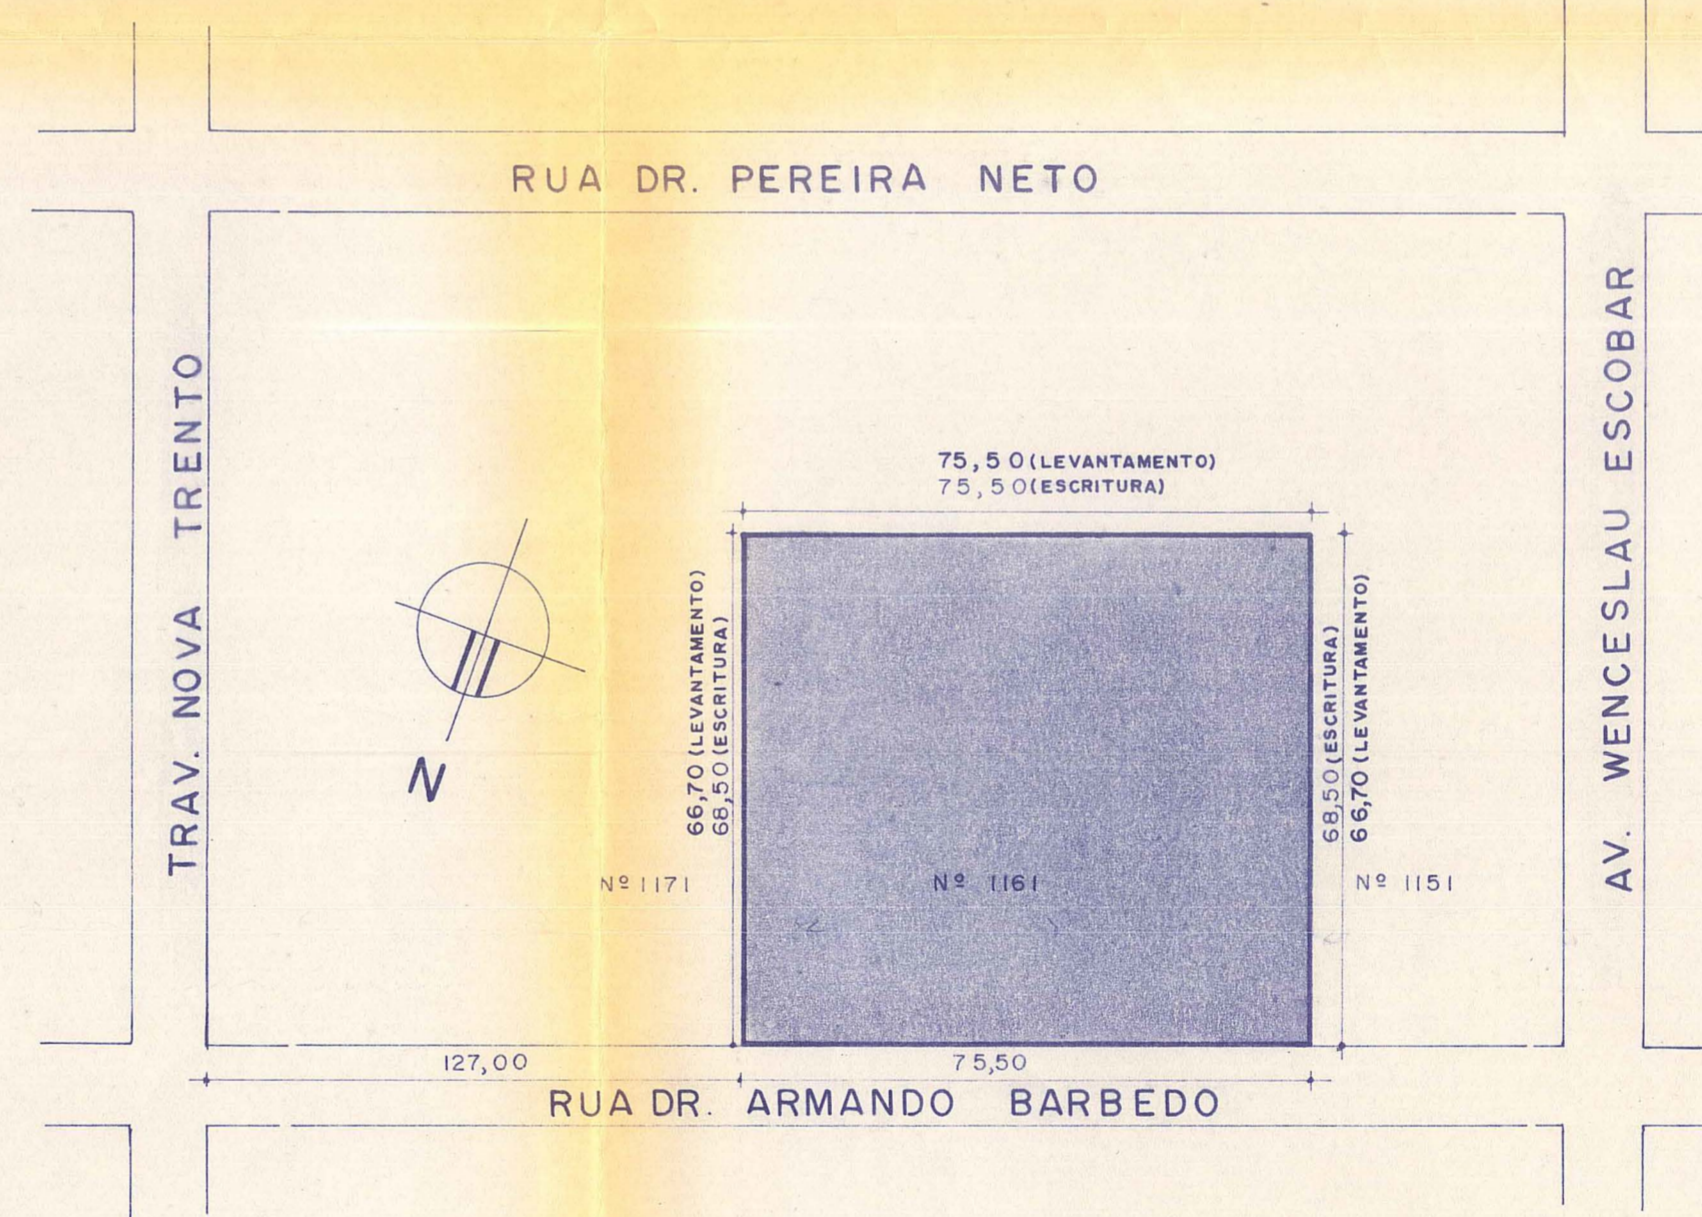 RUA DR. PEREIRA NETO
TRAV. NOVA TRENTO
AV. WENCESLAU ESCOBAR
75,50(LEVANTAMENTO)
75,50(ESCRITURA)
66,70(LEVANTAMENTO)
68,50(ESCRITURA)
68,50(ESCRITURA)
66,70(LEVANTAMENTO)
N
Nº 1171
Nº 1161
Nº 1151
127,00
75,50
RUA DR. ARMANDO BARBEDO